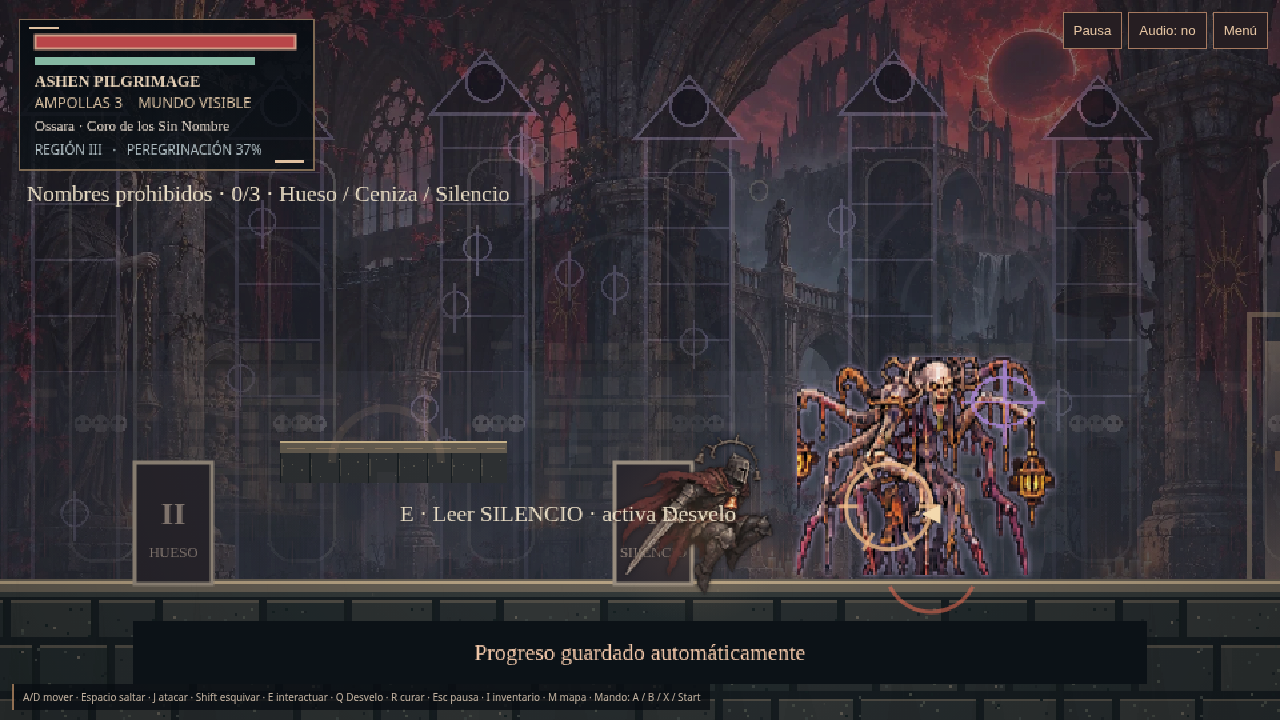 Pausa
Audio: no
Menú
ASHEN PILGRIMAGE
AMPOLLAS 3 MUNDO VISIBLE
Ossara · Coro de los Sin Nombre
REGIÓN III · PEREGRINACIÓN 37%
Nombres prohibidos · 0/3 · Hueso / Ceniza / Silencio
II
HUESO
E · Leer SILENCIO · activa Desvelo
Progreso guardado automáticamente
A/D mover · Espacio saltar · J atacar · Shift esquivar · E interactuar · Q Desvelo · R curar · Esc pausa · I inventario · M mapa · Mando: A / B / X / Start